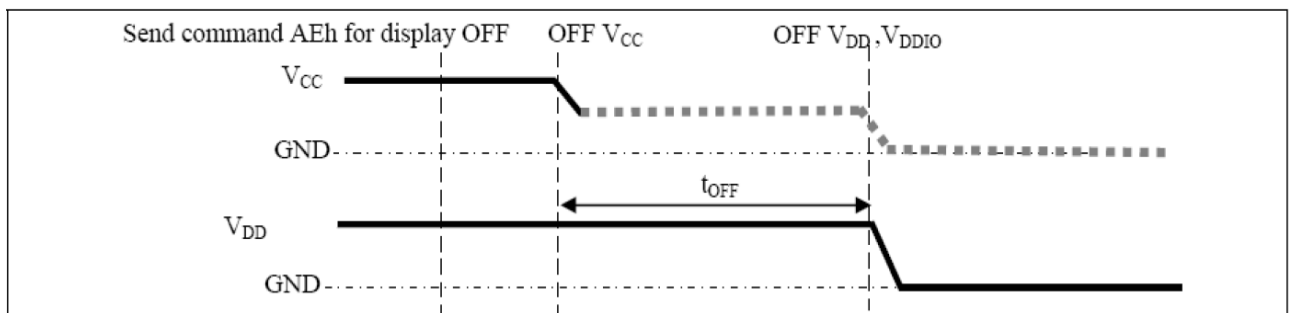 Send command AEh for display OFF OFF VCC OFF VDD ,VDDIO
VCC
GND
tOFF
VDD
GND